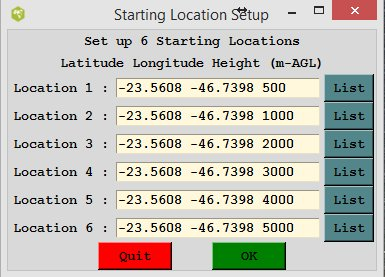 Starting Location Setup
Set up 6 Starting Locations
Latitude Longitude Height (m-AGL)
Location 1 : -23.5608 -46.7398 500 List
Location 2 : -23.5608 -46.7398 1000 List
Location 3 : -23.5608 -46.7398 2000 List
Location 4 : -23.5608 -46.7398 3000 List
Location 5 : -23.5608 -46.7398 4000 List
Location 6 : -23.5608 -46.7398 5000 List
Quit OK